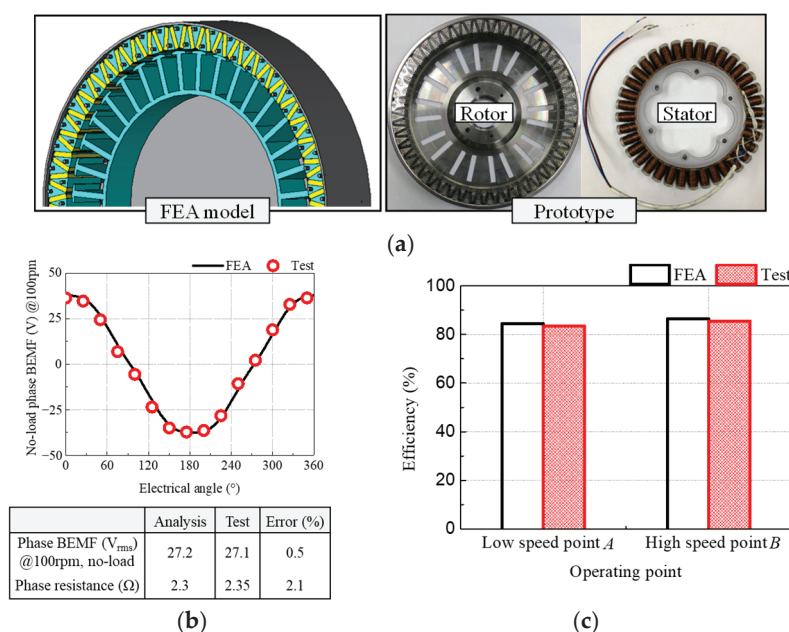 Rotor
Stator
FEA model
Prototype
(a)
FEA
Test
No-load phase BEMF (V) @100rpm
50
25
0
−25
−50
0
60
120
180
240
300
360
Electrical angle (°)
Analysis Test Error (%)
Phase BEMF (Vrms) @100rpm, no-load 27.2 27.1 0.5
Phase resistance (Ω) 2.3 2.35 2.1
(b)
FEA
Test
Efficiency (%)
100
80
60
40
20
0
Low speed point A
High speed point B
Operating point
(c)